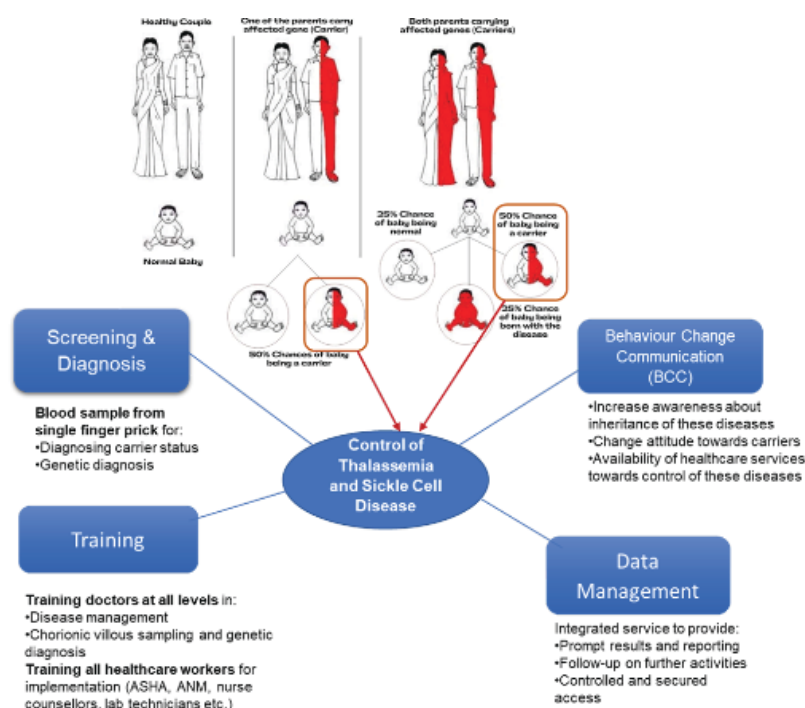 Healthy Couple
One of the parents carry
affected gene (Carrier)
Both parents carrying
affected genes (Carriers)
Normal Baby
50% Chances of baby
being a carrier
25% Chance
of baby being
normal
50% Chance
of baby being
a carrier
25% Chance
of baby being
born with the
disease
Screening &
Diagnosis
Blood sample from
single finger prick for:
•Diagnosing carrier status
•Genetic diagnosis
Behaviour Change
Communication
(BCC)
•Increase awareness about
inheritance of these diseases
•Change attitude towards carriers
•Availability of healthcare services
towards control of these diseases
Control of
Thalassemia
and Sickle Cell
Disease
Training
Training doctors at all levels in:
•Disease management
•Chorionic villous sampling and genetic
diagnosis
Training all healthcare workers for
implementation (ASHA, ANM, nurse
counsellors, lab technicians etc.)
Data
Management
Integrated service to provide:
•Prompt results and reporting
•Follow-up on further activities
•Controlled and secured
access